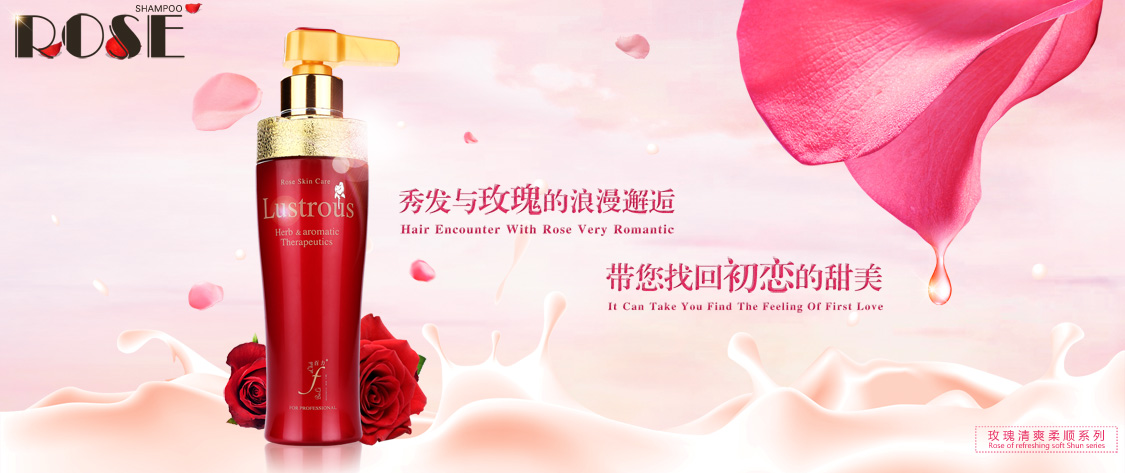 SHAMPOO
ROSE
Rose Skin Care
Lustrous
Herb & aromatic
Therapeutics
FOR PROFESSIONAL
秀发与玫瑰的浪漫邂逅
Hair Encounter With Rose Very Romantic
带您找回初恋的甜美
It Can Take You Find The Feeling Of First Love
玫瑰清爽柔顺系列
Rose of refreshing soft Shun series